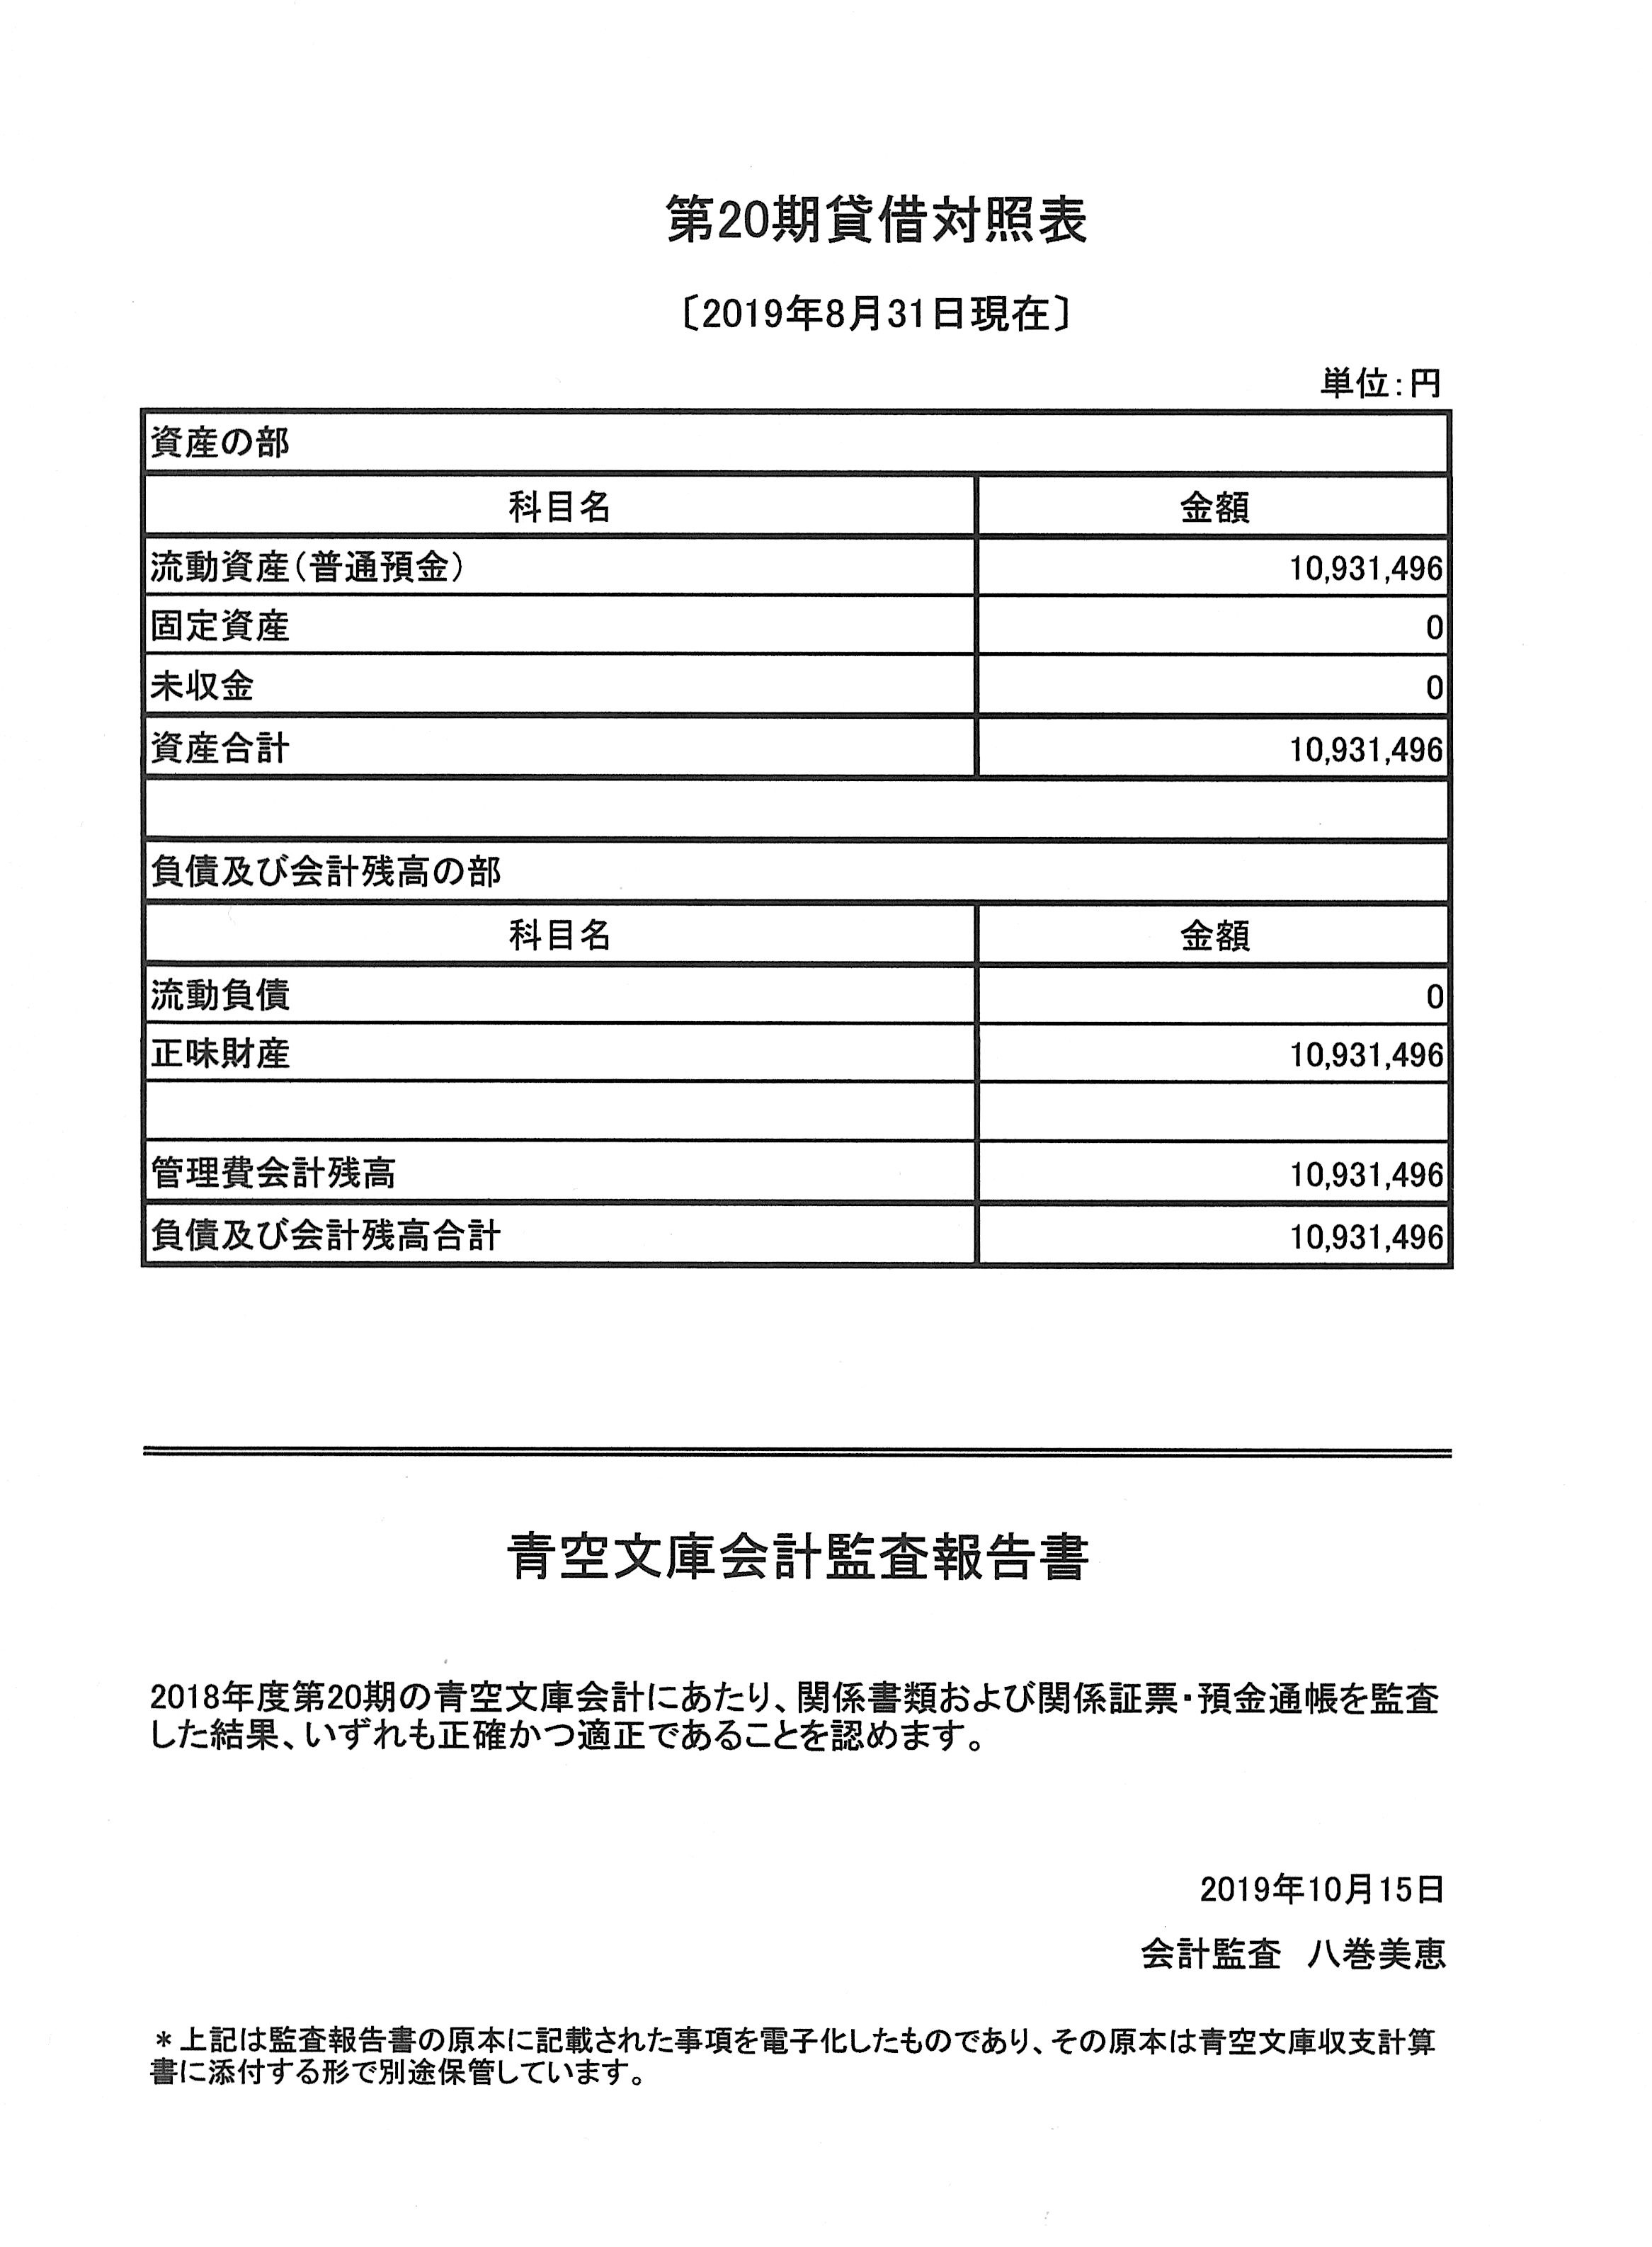 第20期貸借対照表
〔2019年8月31日現在〕
単位:円
資産の部
科目名 金額
流動資産(普通預金) 10,931,496
固定資産 0
未収金 0
資産合計 10,931,496
負債及び会計残高の部
科目名 金額
流動負債 0
正味財産 10,931,496
管理費会計残高 10,931,496
負債及び会計残高合計 10,931,496
青空文庫会計監査報告書
2018年度第20期の青空文庫会計にあたり、関係書類および関係証票・預金通帳を監査
した結果、いずれも正確かつ適正であることを認めます。
2019年10月15日
会計監査 八巻美恵
*上記は監査報告書の原本に記載された事項を電子化したものであり、その原本は青空文庫収支計算
書に添付する形で別途保管しています。